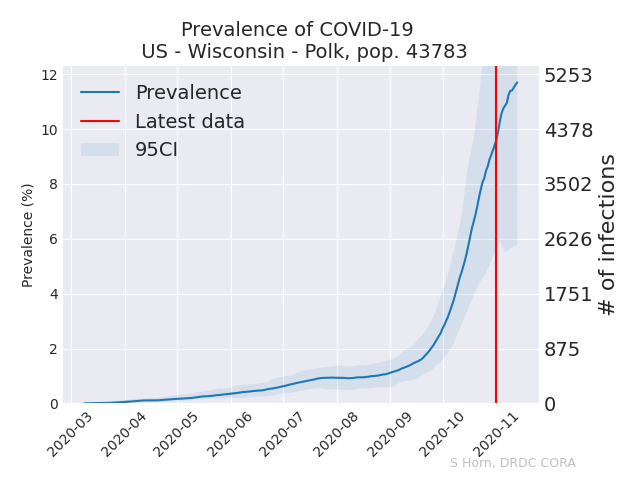 Prevalence of COVID-19
US - Wisconsin - Polk, pop. 43783
Prevalence
Latest data
95CI
Prevalence (%)
12
10
8
6
4
2
0
5253
4378
3502
2626
1751
875
0
# of infections
2020-03
2020-04
2020-05
2020-06
2020-07
2020-08
2020-09
2020-10
2020-11
S Horn, DRDC CORA